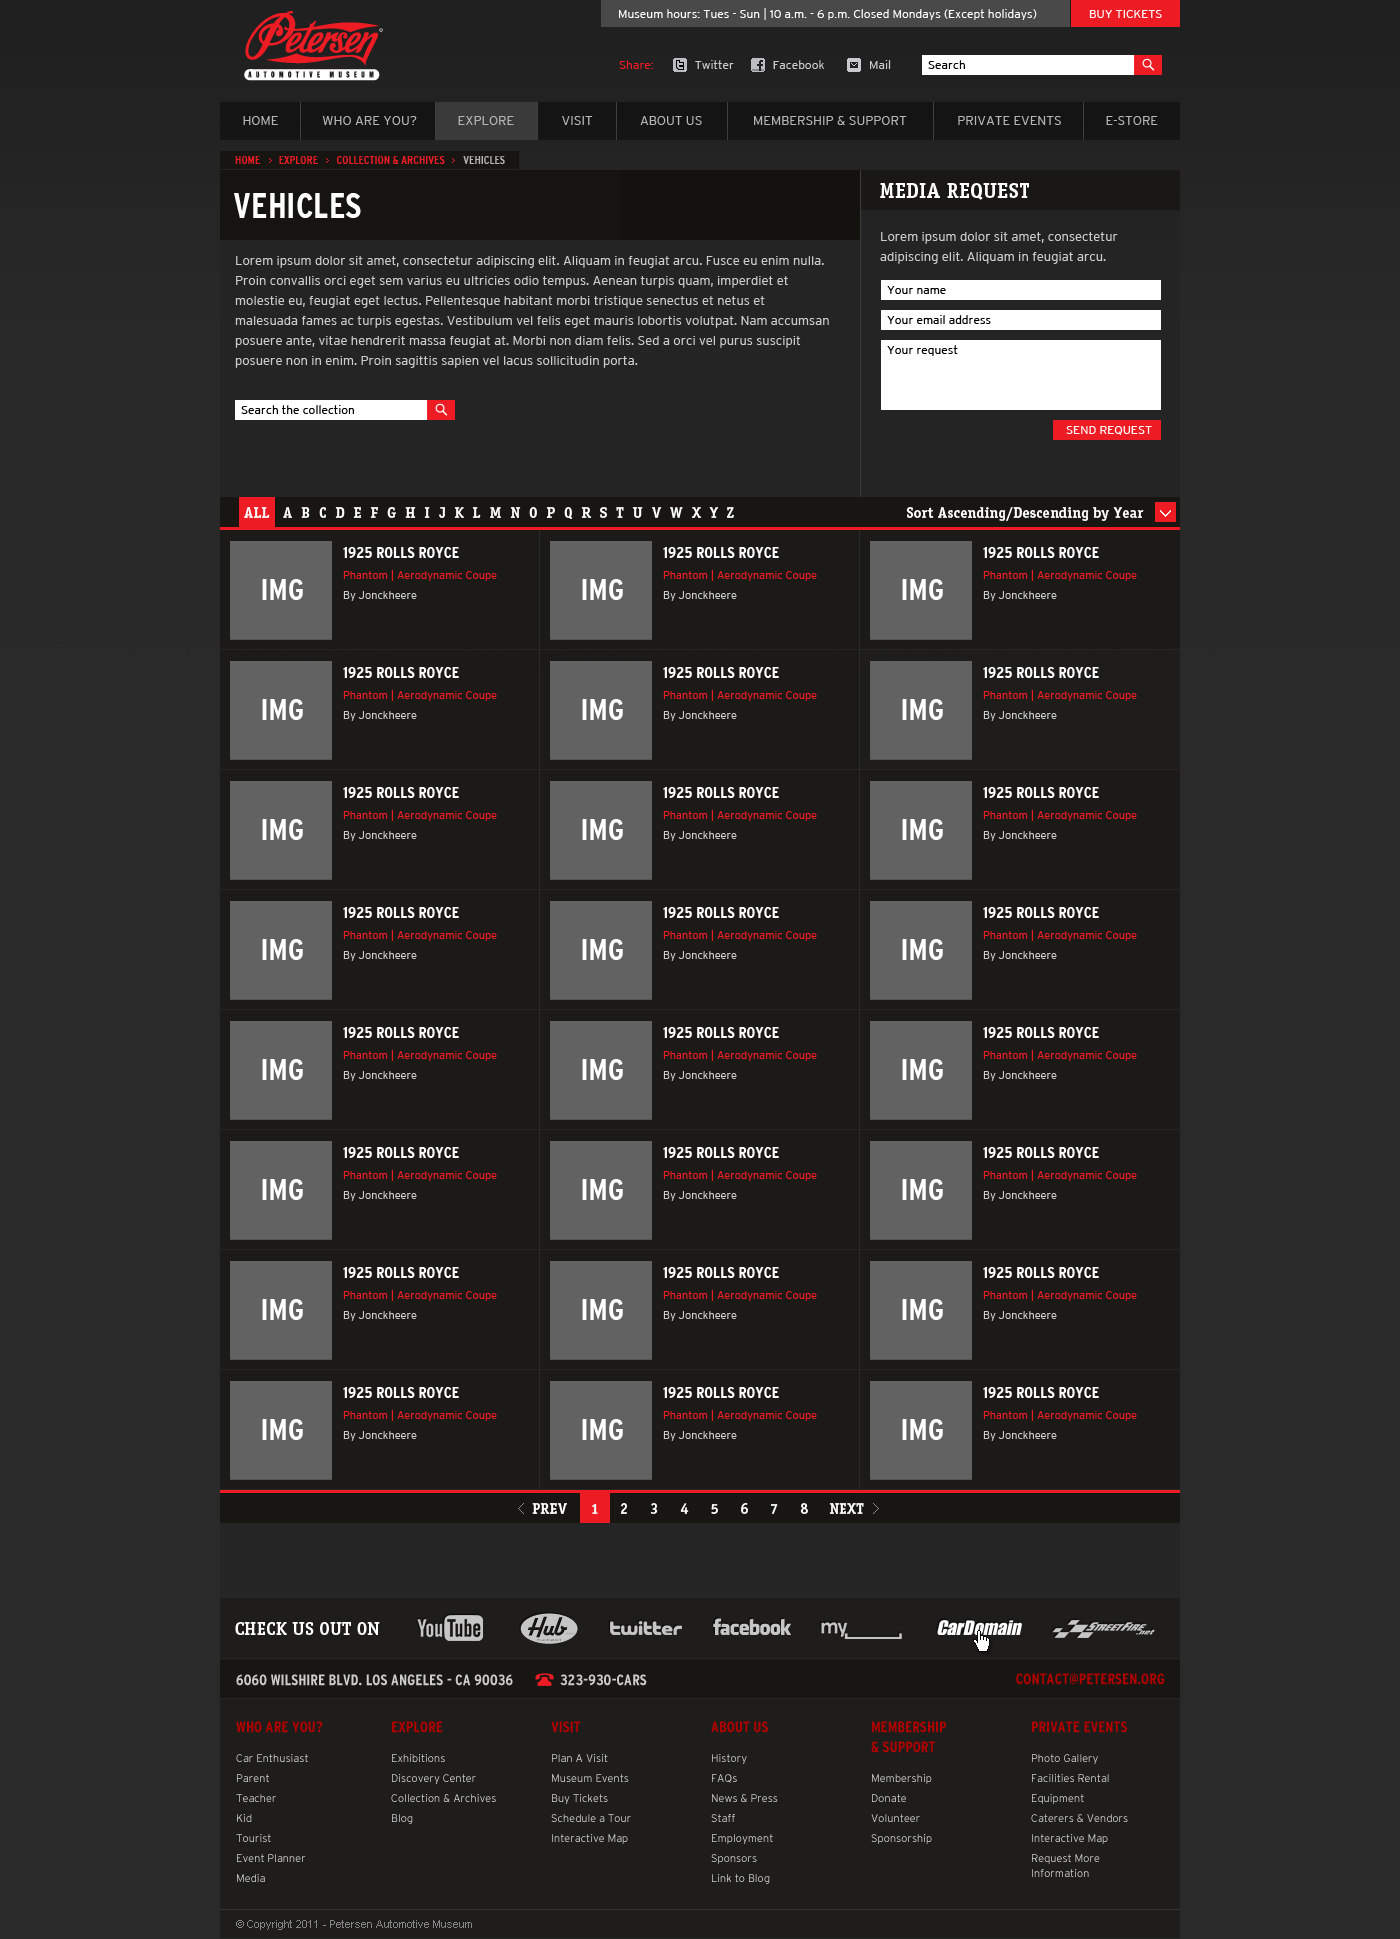 Museum hours: Tues - Sun | 10 a.m. - 6 p.m. Closed Mondays (Except holidays)
BUY TICKETS
Petersen
AUTOMOTIVE MUSEUM
Share:
Twitter
Facebook
Mail
Search
HOME
WHO ARE YOU?
EXPLORE
VISIT
ABOUT US
MEMBERSHIP & SUPPORT
PRIVATE EVENTS
E-STORE
HOME > EXPLORE > COLLECTION & ARCHIVES > VEHICLES
VEHICLES
Lorem ipsum dolor sit amet, consectetur adipiscing elit. Aliquam in feugiat arcu. Fusce eu enim nulla.
Proin convallis orci eget sem varius eu ultricies odio tempus. Aenean turpis quam, imperdiet et
molestie eu, feugiat eget lectus. Pellentesque habitant morbi tristique senectus et netus et
malesuada fames ac turpis egestas. Vestibulum vel felis eget mauris lobortis volutpat. Nam accumsan
posuere ante, vitae hendrerit massa feugiat at. Morbi non diam felis. Sed a orci vel purus suscipit
posuere non in enim. Proin sagittis sapien vel lacus sollicitudin porta.
Search the collection
MEDIA REQUEST
Lorem ipsum dolor sit amet, consectetur
adipiscing elit. Aliquam in feugiat arcu.
Your name
Your email address
Your request
SEND REQUEST
ALL A B C D E F G H I J K L M N O P Q R S T U V W X Y Z
Sort Ascending/Descending by Year
IMG
1925 ROLLS ROYCE
Phantom | Aerodynamic Coupe
By Jonckheere
IMG
1925 ROLLS ROYCE
Phantom | Aerodynamic Coupe
By Jonckheere
IMG
1925 ROLLS ROYCE
Phantom | Aerodynamic Coupe
By Jonckheere
IMG
1925 ROLLS ROYCE
Phantom | Aerodynamic Coupe
By Jonckheere
IMG
1925 ROLLS ROYCE
Phantom | Aerodynamic Coupe
By Jonckheere
IMG
1925 ROLLS ROYCE
Phantom | Aerodynamic Coupe
By Jonckheere
IMG
1925 ROLLS ROYCE
Phantom | Aerodynamic Coupe
By Jonckheere
IMG
1925 ROLLS ROYCE
Phantom | Aerodynamic Coupe
By Jonckheere
IMG
1925 ROLLS ROYCE
Phantom | Aerodynamic Coupe
By Jonckheere
IMG
1925 ROLLS ROYCE
Phantom | Aerodynamic Coupe
By Jonckheere
IMG
1925 ROLLS ROYCE
Phantom | Aerodynamic Coupe
By Jonckheere
IMG
1925 ROLLS ROYCE
Phantom | Aerodynamic Coupe
By Jonckheere
IMG
1925 ROLLS ROYCE
Phantom | Aerodynamic Coupe
By Jonckheere
IMG
1925 ROLLS ROYCE
Phantom | Aerodynamic Coupe
By Jonckheere
IMG
1925 ROLLS ROYCE
Phantom | Aerodynamic Coupe
By Jonckheere
IMG
1925 ROLLS ROYCE
Phantom | Aerodynamic Coupe
By Jonckheere
IMG
1925 ROLLS ROYCE
Phantom | Aerodynamic Coupe
By Jonckheere
IMG
1925 ROLLS ROYCE
Phantom | Aerodynamic Coupe
By Jonckheere
IMG
1925 ROLLS ROYCE
Phantom | Aerodynamic Coupe
By Jonckheere
IMG
1925 ROLLS ROYCE
Phantom | Aerodynamic Coupe
By Jonckheere
IMG
1925 ROLLS ROYCE
Phantom | Aerodynamic Coupe
By Jonckheere
IMG
1925 ROLLS ROYCE
Phantom | Aerodynamic Coupe
By Jonckheere
IMG
1925 ROLLS ROYCE
Phantom | Aerodynamic Coupe
By Jonckheere
IMG
1925 ROLLS ROYCE
Phantom | Aerodynamic Coupe
By Jonckheere
PREV 1 2 3 4 5 6 7 8 NEXT
CHECK US OUT ON
YouTube
Hub
twitter
facebook
my
CarDomain
STREETFIRE.net
6060 WILSHIRE BLVD. LOS ANGELES - CA 90036
323-930-CARS
CONTACT@PETERSEN.ORG
WHO ARE YOU?
Car Enthusiast
Parent
Teacher
Kid
Tourist
Event Planner
Media
EXPLORE
Exhibitions
Discovery Center
Collection & Archives
Blog
VISIT
Plan A Visit
Museum Events
Buy Tickets
Schedule a Tour
Interactive Map
ABOUT US
History
FAQs
News & Press
Staff
Employment
Sponsors
Link to Blog
MEMBERSHIP
& SUPPORT
Membership
Donate
Volunteer
Sponsorship
PRIVATE EVENTS
Photo Gallery
Facilities Rental
Equipment
Caterers & Vendors
Interactive Map
Request More
Information
© Copyright 2011 - Petersen Automotive Museum